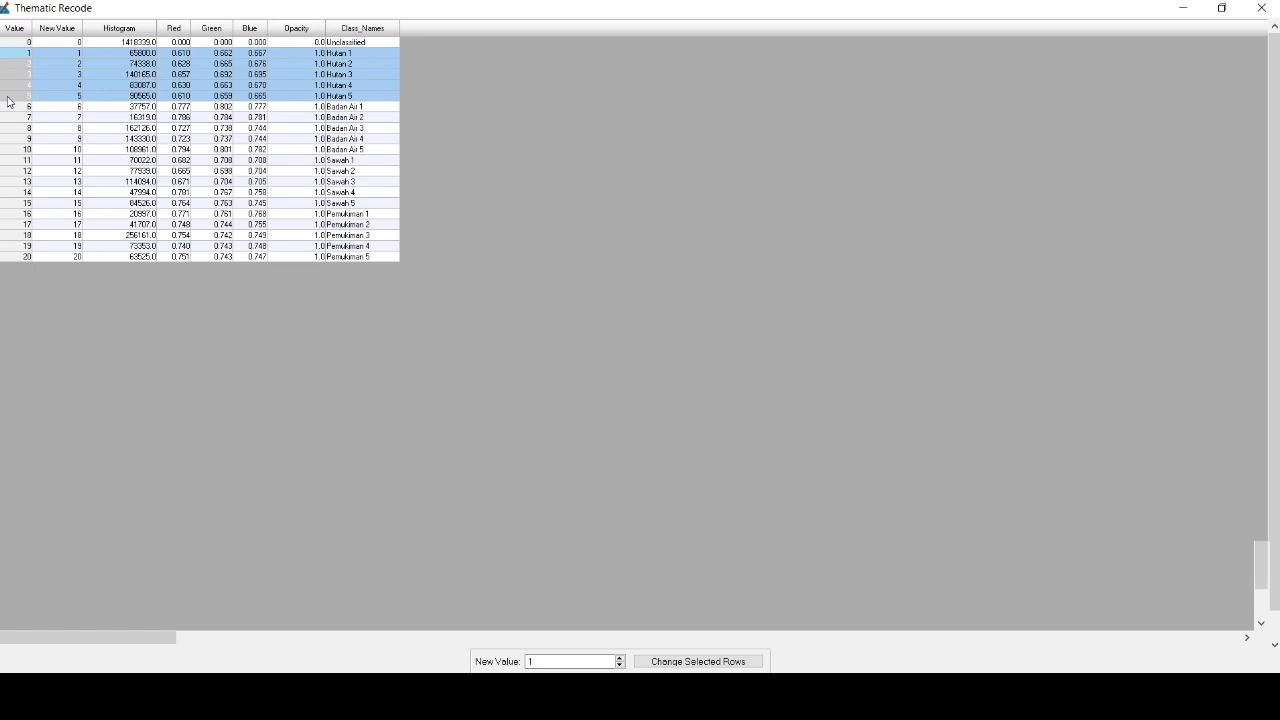 Thematic Recode
Value New Value Histogram Red Green Blue Opacity Class_Names
0 0 1418339.0 0.000 0.000 0.000 0.0 Unclassified
1 1 65800.0 0.610 0.662 0.667 1.0 Hutan 1
2 2 74338.0 0.628 0.665 0.676 1.0 Hutan 2
3 3 140165.0 0.657 0.692 0.695 1.0 Hutan 3
4 4 83087.0 0.630 0.663 0.670 1.0 Hutan 4
5 5 90565.0 0.610 0.659 0.665 1.0 Hutan 5
6 6 37757.0 0.777 0.802 0.777 1.0 Badan Air 1
7 7 16319.0 0.786 0.784 0.781 1.0 Badan Air 2
8 8 162126.0 0.727 0.738 0.744 1.0 Badan Air 3
9 9 143330.0 0.723 0.737 0.744 1.0 Badan Air 4
10 10 108961.0 0.794 0.801 0.782 1.0 Badan Air 5
11 11 70022.0 0.682 0.708 0.708 1.0 Sawah 1
12 12 77939.0 0.665 0.698 0.704 1.0 Sawah 2
13 13 114094.0 0.671 0.704 0.705 1.0 Sawah 3
14 14 47994.0 0.781 0.767 0.758 1.0 Sawah 4
15 15 84526.0 0.764 0.763 0.745 1.0 Sawah 5
16 16 20997.0 0.771 0.761 0.768 1.0 Pemukiman 1
17 17 41707.0 0.748 0.744 0.755 1.0 Pemukiman 2
18 18 256161.0 0.754 0.742 0.749 1.0 Pemukiman 3
19 19 73353.0 0.740 0.743 0.748 1.0 Pemukiman 4
20 20 63525.0 0.751 0.743 0.747 1.0 Pemukiman 5
New Value: 1 Change Selected Rows